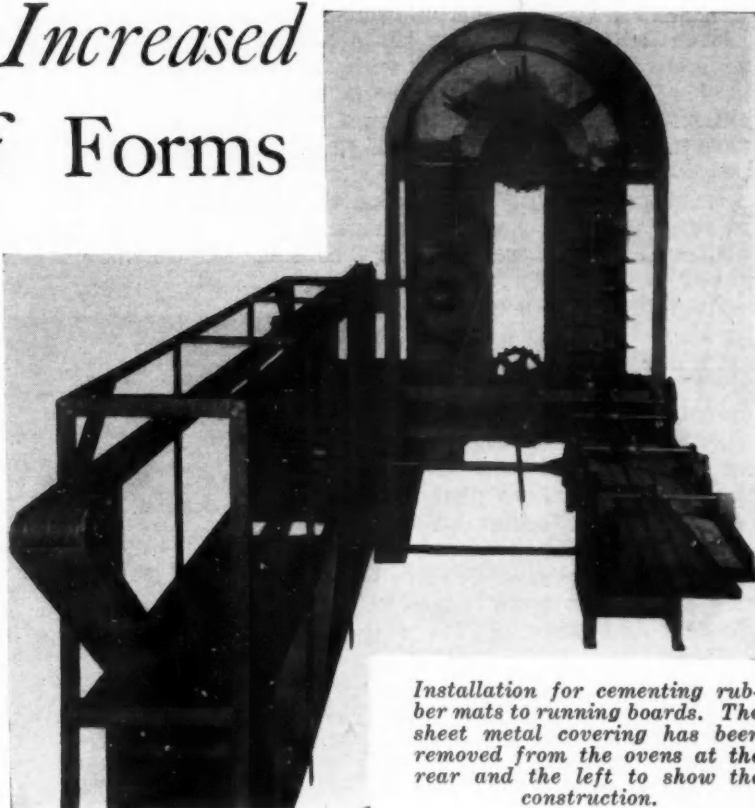 Increased
Forms
Installation for cementing rub-
ber mats to running boards. The
sheet metal covering has been
removed from the ovens at the
rear and the left to show the
construction.